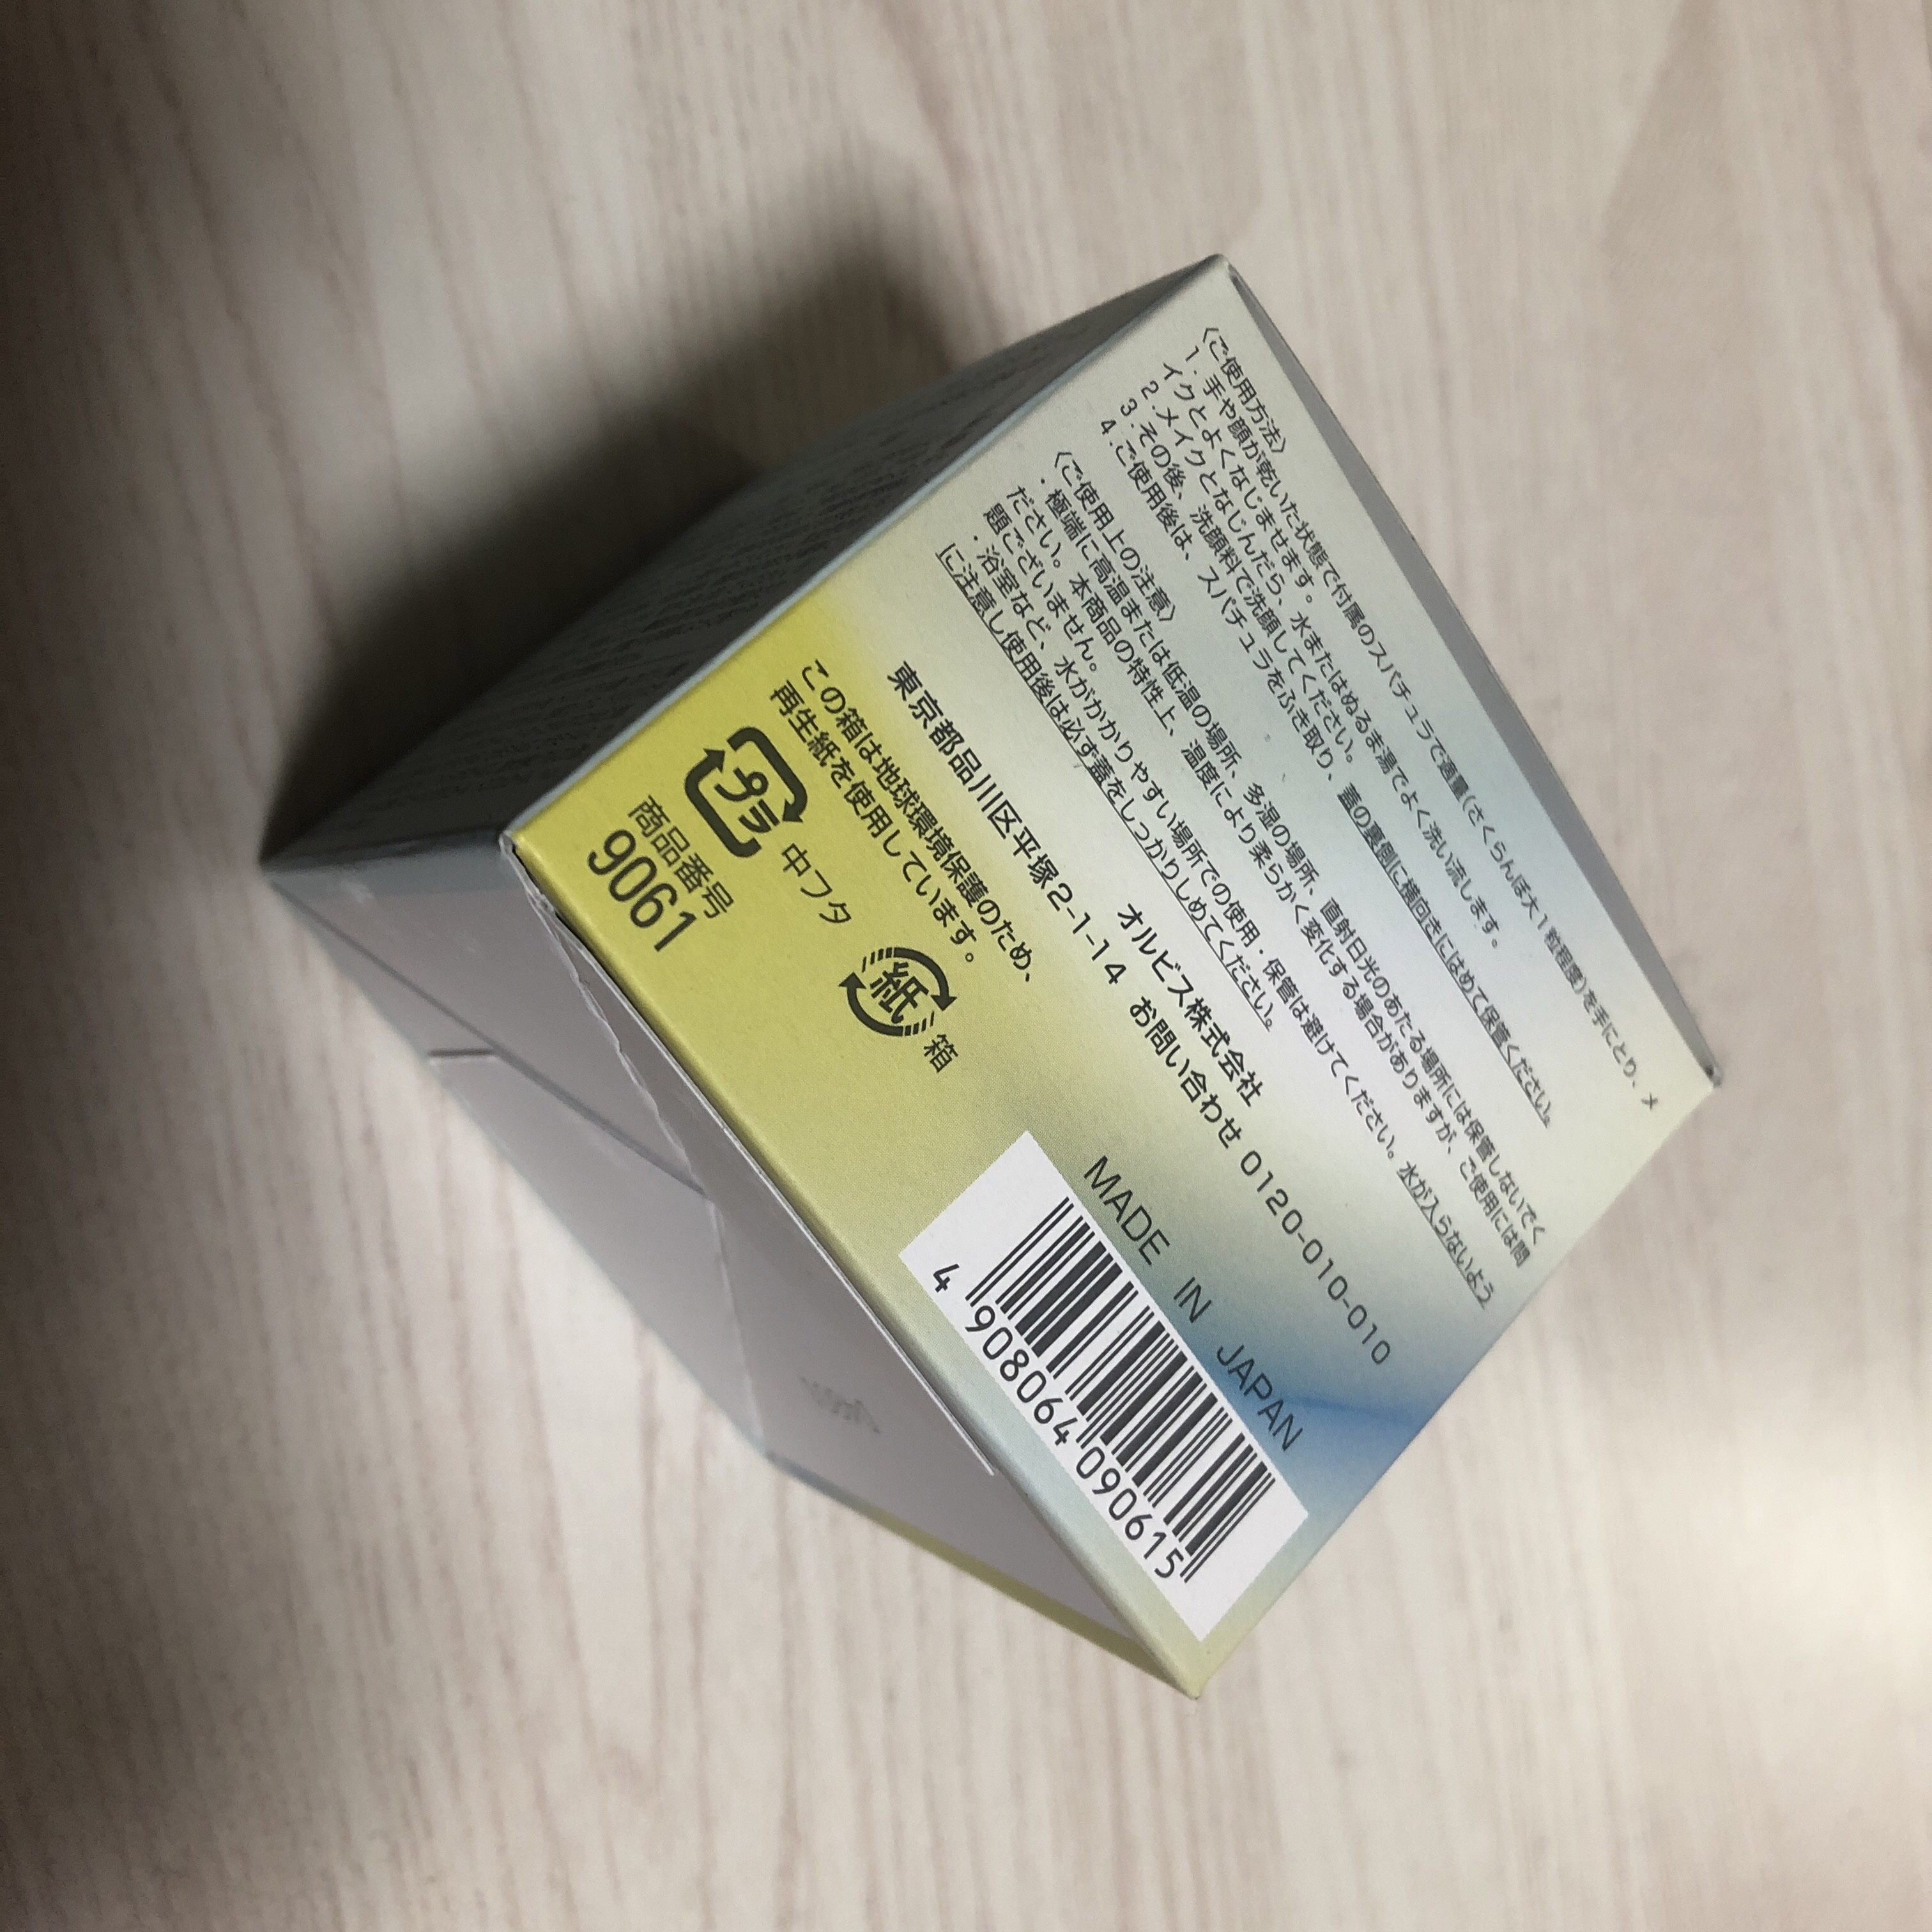 〈ご使用方法〉
1.手や顔が乾いた状態で付属のスパチュラで適量(さくらんぼ大1粒程度)を手にとり、メ
イクとよくなじませます。
2.メイクとなじんだら、水またはぬるま湯でよく洗い流します。
3.その後、洗顔料で洗顔してください。
4.ご使用後は、スパチュラをふき取り、蓋の裏側に横向きにはめて保管ください。
〈ご使用上の注意〉
・極端に高温または低温の場所、多湿の場所、直射日光のあたる場所には保管しないでく
ださい。本商品の特性上、温度により柔らかく変化する場合がありますが、ご使用には問
題ございません。
・浴室など、水がかかりやすい場所での使用・保管は避けてください。水が入らないよう
に注意し使用後は必ず蓋をしっかりしめてください。
オルビス株式会社
東京都品川区平塚2-1-14 お問い合わせ 0120-010-010
この箱は地球環境保護のため、
再生紙を使用しています。
MADE IN JAPAN
プラ 中フタ 紙 箱
商品番号
9061
4 908064 090615